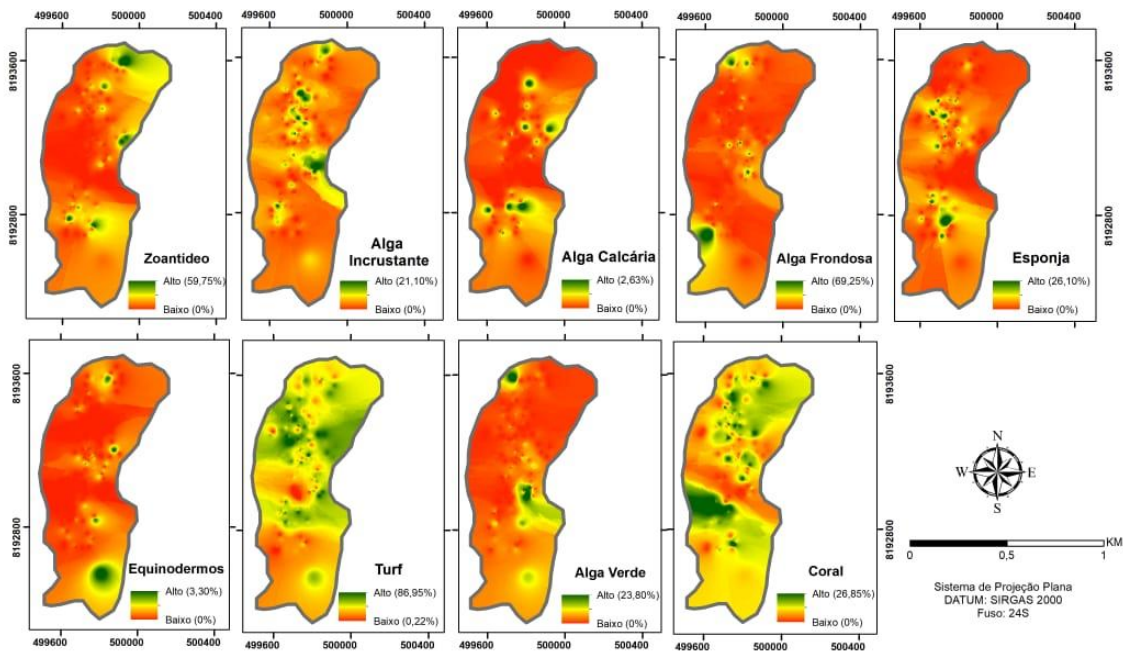 499600 500000 500400
499600 500000 500400
499600 500000 500400
8193600
8192800
Zoantideo
Alto (59,75%)
Baixo (0%)
Alga
Incrustante
Alto (21,10%)
Baixo (0%)
Alga Calcária
Alto (2,63%)
Baixo (0%)
Alga Frondosa
Alto (69,25%)
Baixo (0%)
Esponja
Alto (26,10%)
Baixo (0%)
8193600
8192800
8193600
8192800
Equinodermos
Alto (3,30%)
Baixo (0%)
Turf
Alto (86,95%)
Baixo (0,22%)
Alga Verde
Alto (23,80%)
Baixo (0%)
Coral
Alto (26,85%)
Baixo (0%)
8193600
8192800
499600 500000 500400
499600 500000 500400
N
W E
S
0 0,5 1 KM
Sistema de Projeção Plana
DATUM: SIRGAS 2000
Fuso: 24S